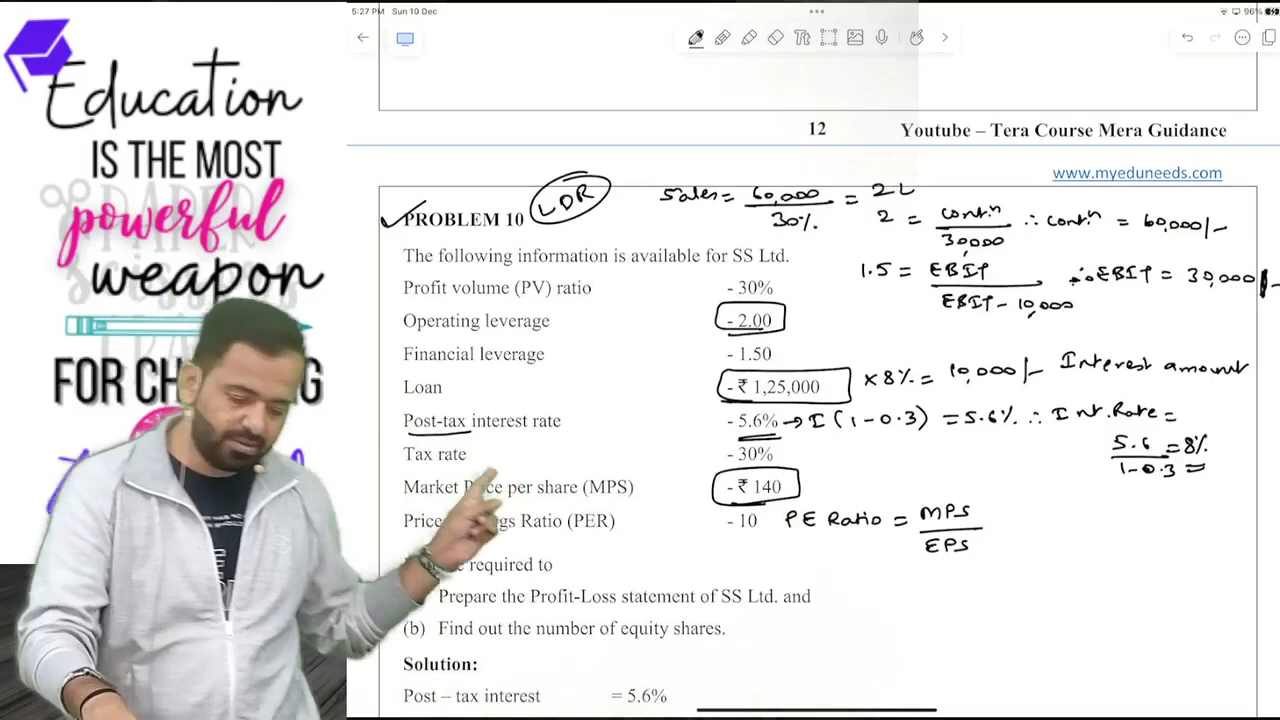 5:27 PM Sun 10 Dec
96%
Education
IS THE MOST
powerful
weapon
FOR CH
12
Youtube – Tera Course Mera Guidance
www.myeduneeds.com
PROBLEM 10
LDR
Sales = 60,000 / 30% = 2L
2 = contn / 30,000 ∴ contn = 60,000/-
1.5 = EBIT / EBIT - 10,000 ∴ EBIT = 30,000/-
The following information is available for SS Ltd.
Profit volume (PV) ratio - 30%
Operating leverage - 2.00
Financial leverage - 1.50
Loan - ₹ 1,25,000 × 8% = 10,000/- Interest amount
Post-tax interest rate - 5.6% → I (1 - 0.3) = 5.6% ∴ Int. Rate =
5.6 / 1-0.3 = 8%
Tax rate - 30%
Market Price per share (MPS) - ₹ 140
Ratio (PER) - 10 PE Ratio = MPS / EPS
required to
Prepare the Profit-Loss statement of SS Ltd. and
(b) Find out the number of equity shares.
Solution:
Post – tax interest = 5.6%